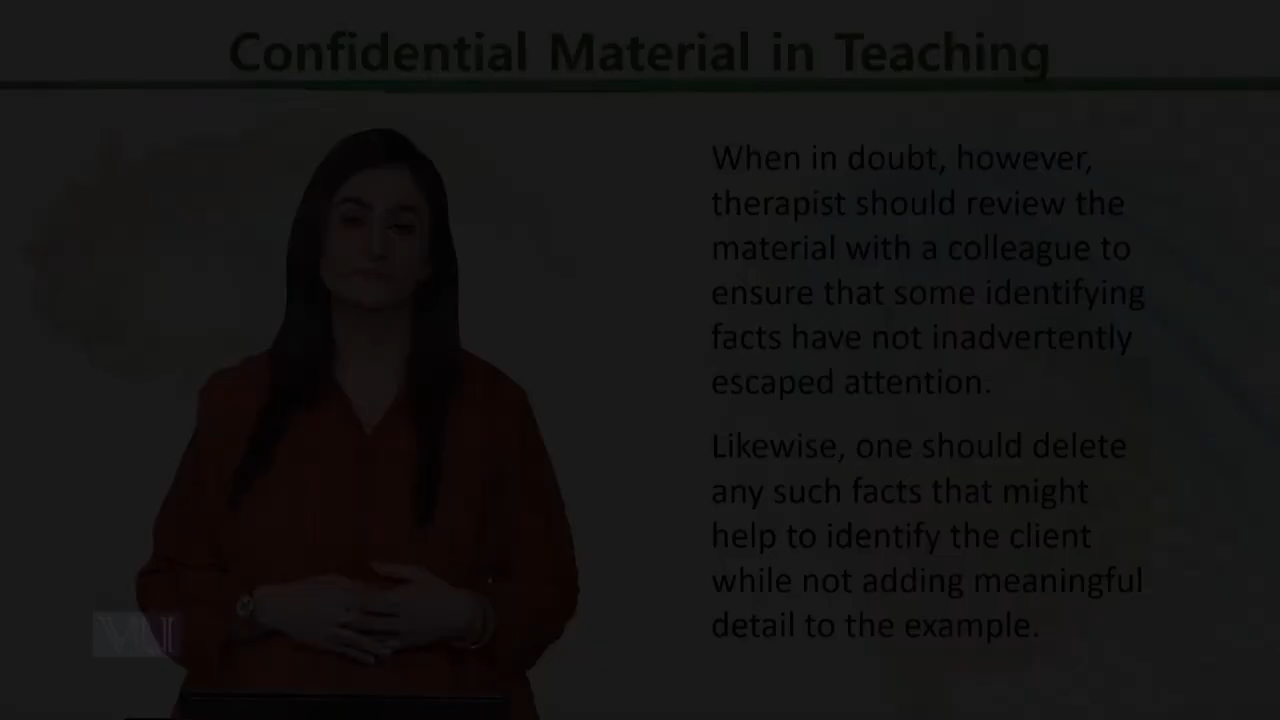 Confidential Material in Teaching
When in doubt, however,
therapist should review the
material with a colleague to
ensure that some identifying
facts have not inadvertently
escaped attention.
Likewise, one should delete
any such facts that might
help to identify the client
while not adding meaningful
detail to the example.
VU